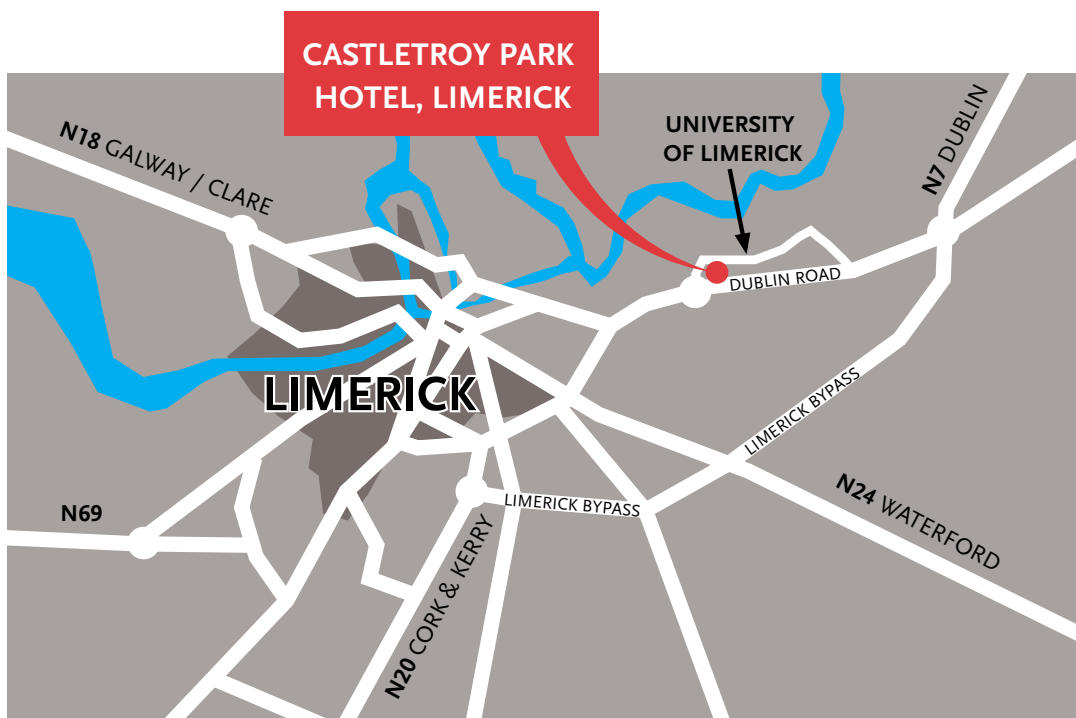 CASTLETROY PARK
HOTEL, LIMERICK
UNIVERSITY
OF LIMERICK
N7 DUBLIN
N18 GALWAY / CLARE
DUBLIN ROAD
LIMERICK
LIMERICK BYPASS
N69
LIMERICK BYPASS
N24 WATERFORD
N20 CORK & KERRY